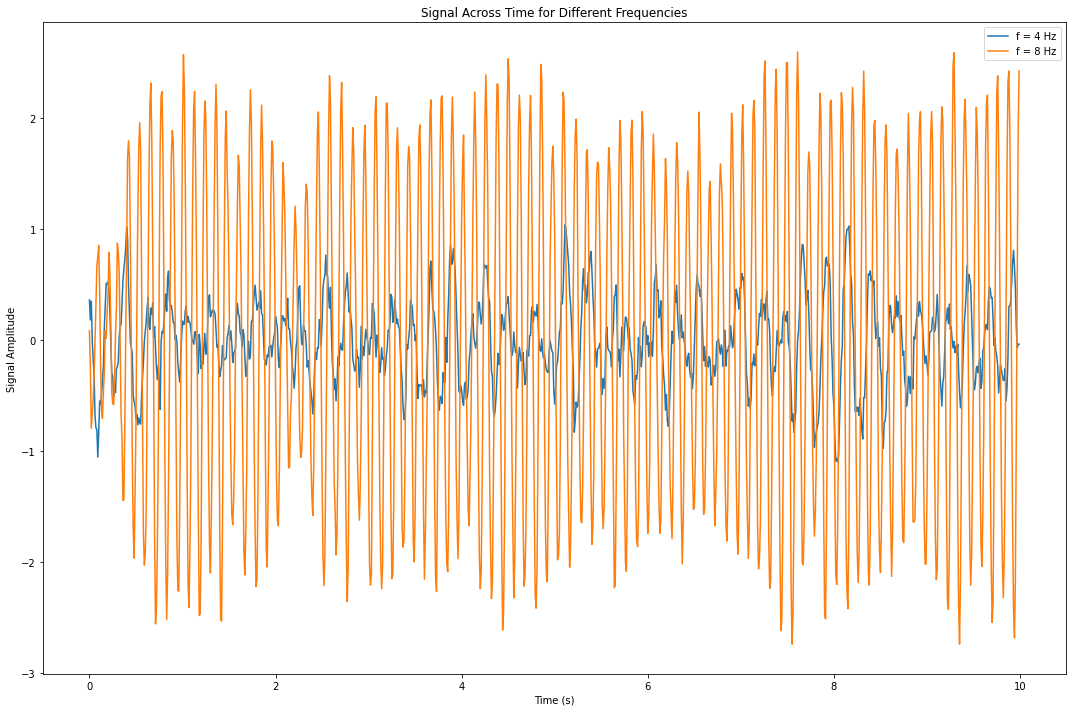 Signal Across Time for Different Frequencies
f = 4 Hz
f = 8 Hz
Signal Amplitude
2
1
0
−1
−2
−3
0
2
4
6
8
10
Time (s)